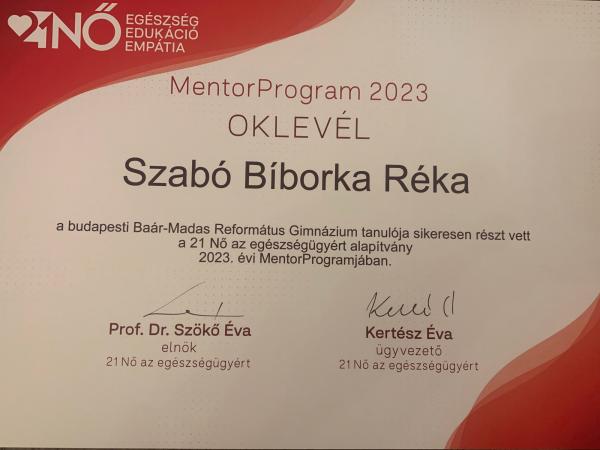 21NŐ
EGÉSZSÉG
EDUKÁCIÓ
EMPÁTIA
MentorProgram 2023
OKLEVÉL
Szabó Bíborka Réka
a budapesti Baár-Madas Református Gimnázium tanulója sikeresen részt vett
a 21 Nő az egészségügyért alapítvány
2023. évi MentorProgramjában.
Prof. Dr. Szökő Éva
elnök
21 Nő az egészségügyért
Kertész Éva
ügyvezető
21 Nő az egészségügyért